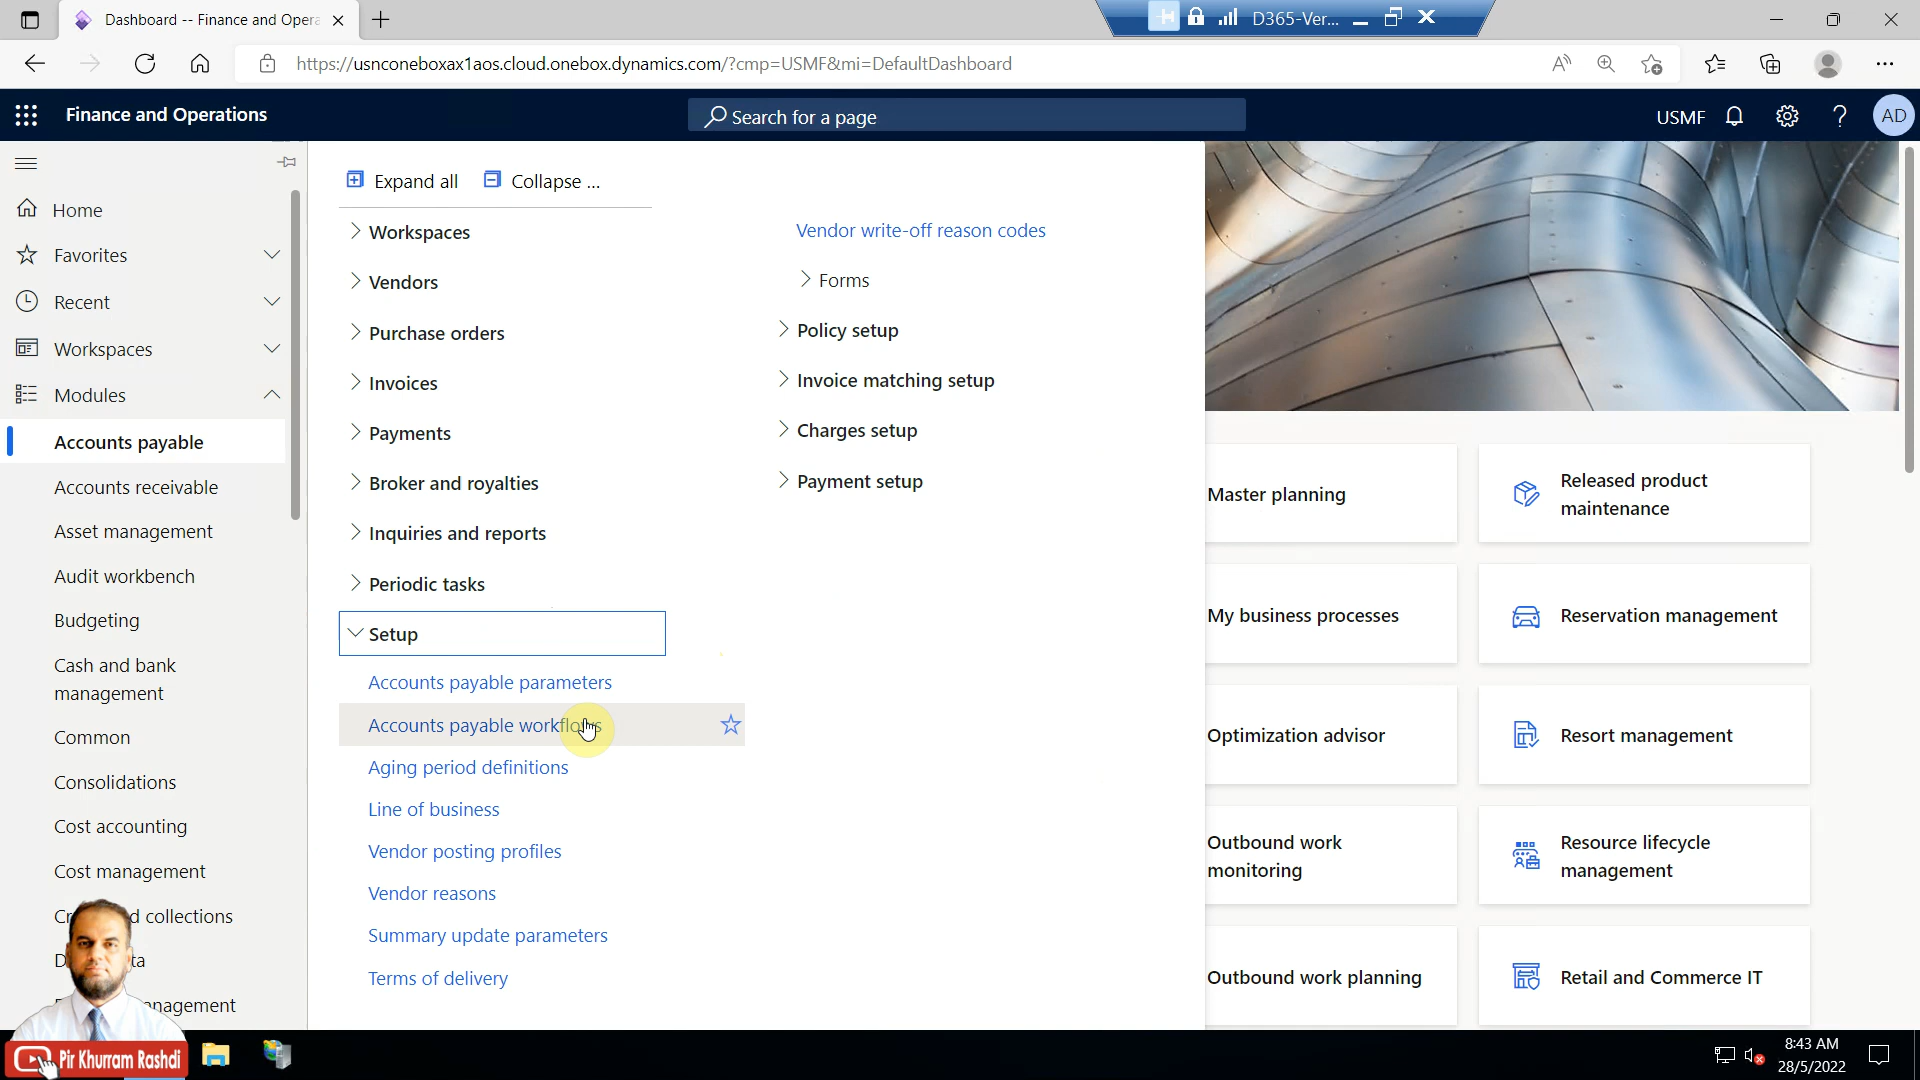 Dashboard -- Finance and Opera
D365-Ver...
https://usnconeboxax1aos.cloud.onebox.dynamics.com/?cmp=USMF&mi=DefaultDashboard
Finance and Operations
Search for a page
USMF
AD
Home
Favorites
Recent
Workspaces
Modules
Accounts payable
Accounts receivable
Asset management
Audit workbench
Budgeting
Cash and bank
management
Common
Consolidations
Cost accounting
Cost management
collections
Expand all
Collapse ...
Workspaces
Vendors
Purchase orders
Invoices
Payments
Broker and royalties
Inquiries and reports
Periodic tasks
Setup
Accounts payable parameters
Accounts payable workflows
Aging period definitions
Line of business
Vendor posting profiles
Vendor reasons
Summary update parameters
Terms of delivery
Vendor write-off reason codes
Forms
Policy setup
Invoice matching setup
Charges setup
Payment setup
Master planning
Released product
maintenance
My business processes
Reservation management
Optimization advisor
Resort management
Outbound work
monitoring
Resource lifecycle
management
Outbound work planning
Retail and Commerce IT
Pir Khurram Rashdi
8:43 AM
28/5/2022